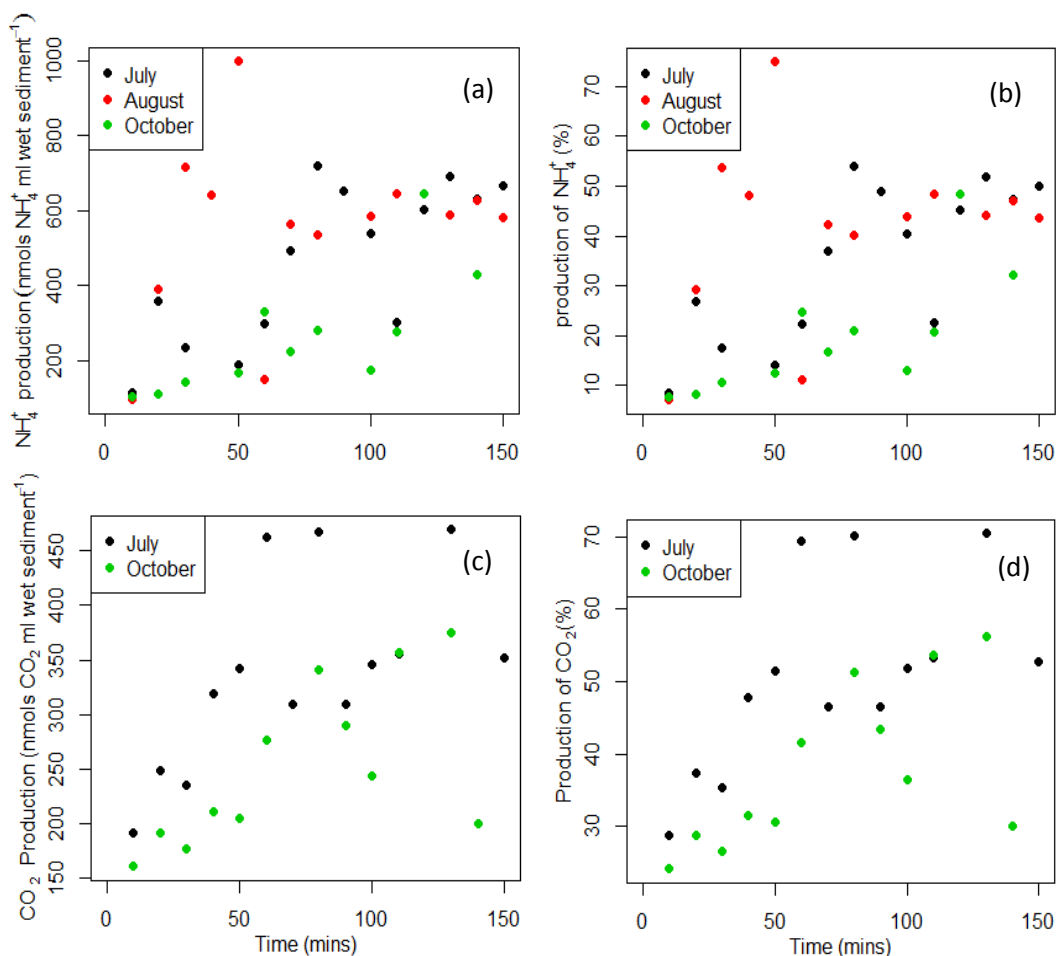 NH₄⁺ production (nmols NH₄⁺ ml wet sediment⁻¹)
1000
800
600
400
200
July
August
October
(a)
0 50 100 150
production of NH₄⁺ (%)
70
60
50
40
30
20
10
July
August
October
(b)
0 50 100 150
CO₂ Production (nmols CO₂ ml wet sediment⁻¹)
450
400
350
300
250
200
150
July
October
(c)
0 50 100 150
Time (mins)
Production of CO₂(%)
70
60
50
40
30
July
October
(d)
0 50 100 150
Time (mins)